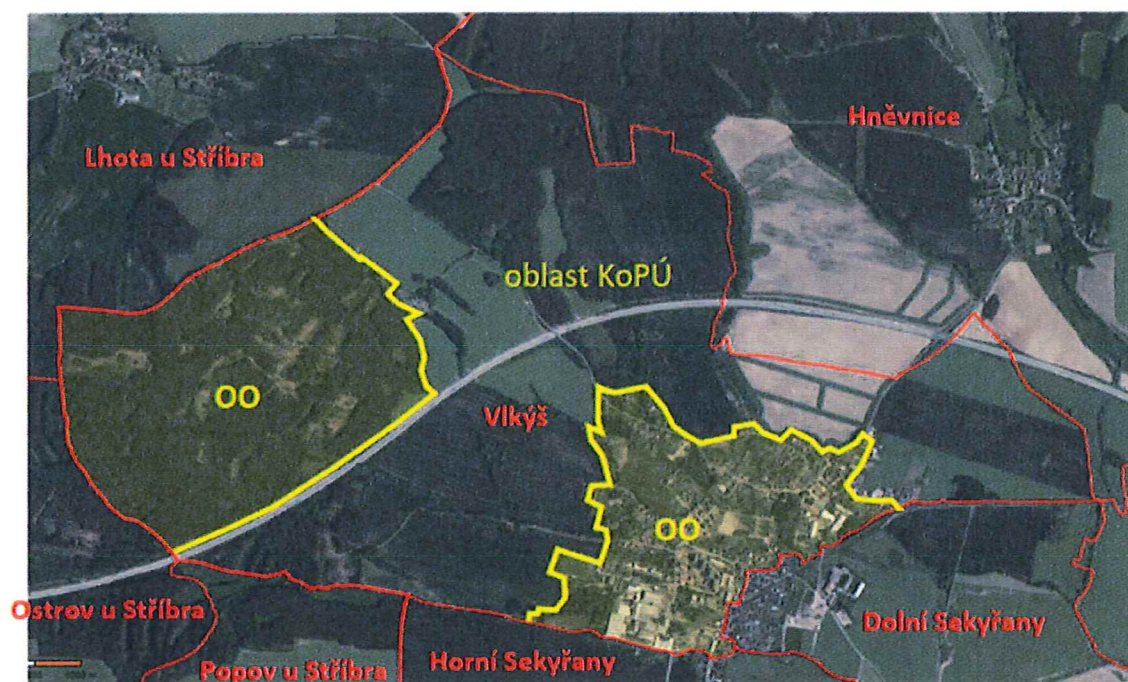 Hněvnice
Lhota u Stříbra
oblast KoPÚ
OO
Vlkýš
OO
Ostrov u Stříbra
Dolní Sekyřany
Horní Sekyřany
Popov u Stříbra